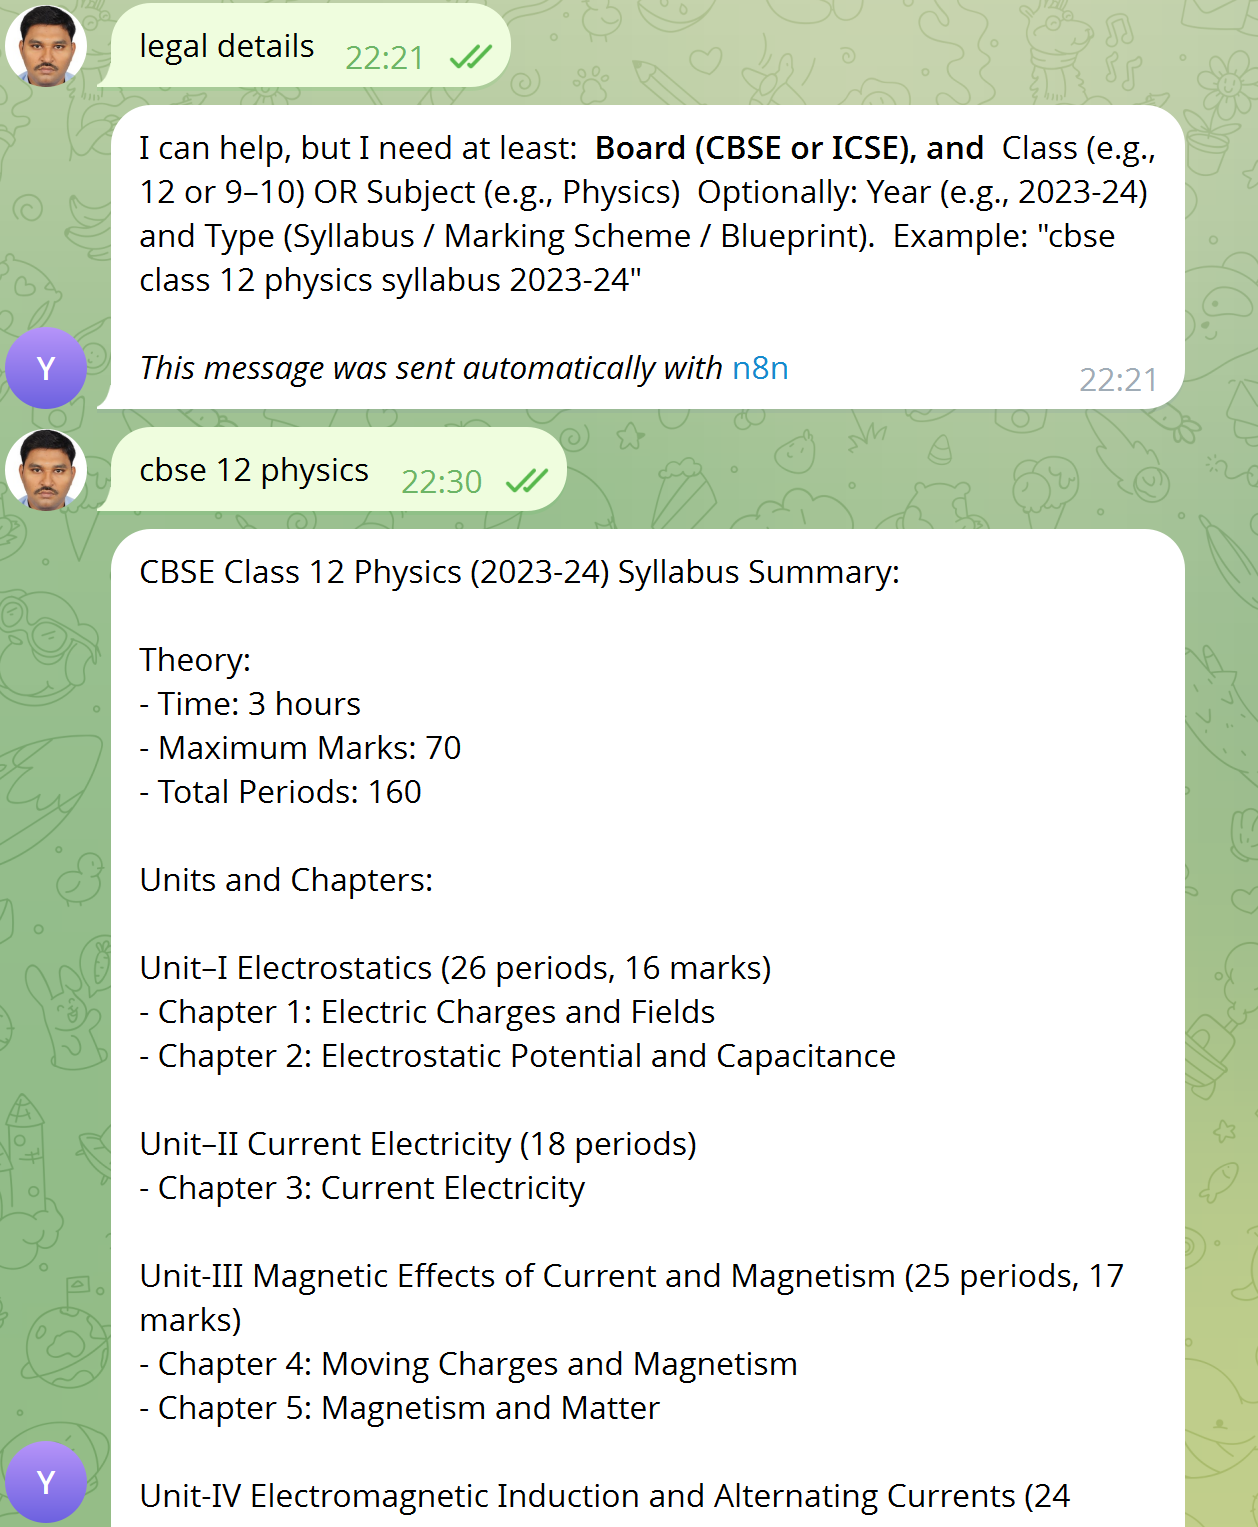 legal details 22:21
I can help, but I need at least:  Board (CBSE or ICSE), and  Class (e.g.,
12 or 9–10) OR Subject (e.g., Physics)  Optionally: Year (e.g., 2023-24)
and Type (Syllabus / Marking Scheme / Blueprint).  Example: "cbse
class 12 physics syllabus 2023-24"
Y
This message was sent automatically with n8n
22:21
cbse 12 physics 22:30
CBSE Class 12 Physics (2023-24) Syllabus Summary:
Theory:
- Time: 3 hours
- Maximum Marks: 70
- Total Periods: 160
Units and Chapters:
Unit–I Electrostatics (26 periods, 16 marks)
- Chapter 1: Electric Charges and Fields
- Chapter 2: Electrostatic Potential and Capacitance
Unit–II Current Electricity (18 periods)
- Chapter 3: Current Electricity
Unit-III Magnetic Effects of Current and Magnetism (25 periods, 17
marks)
- Chapter 4: Moving Charges and Magnetism
- Chapter 5: Magnetism and Matter
Y
Unit-IV Electromagnetic Induction and Alternating Currents (24